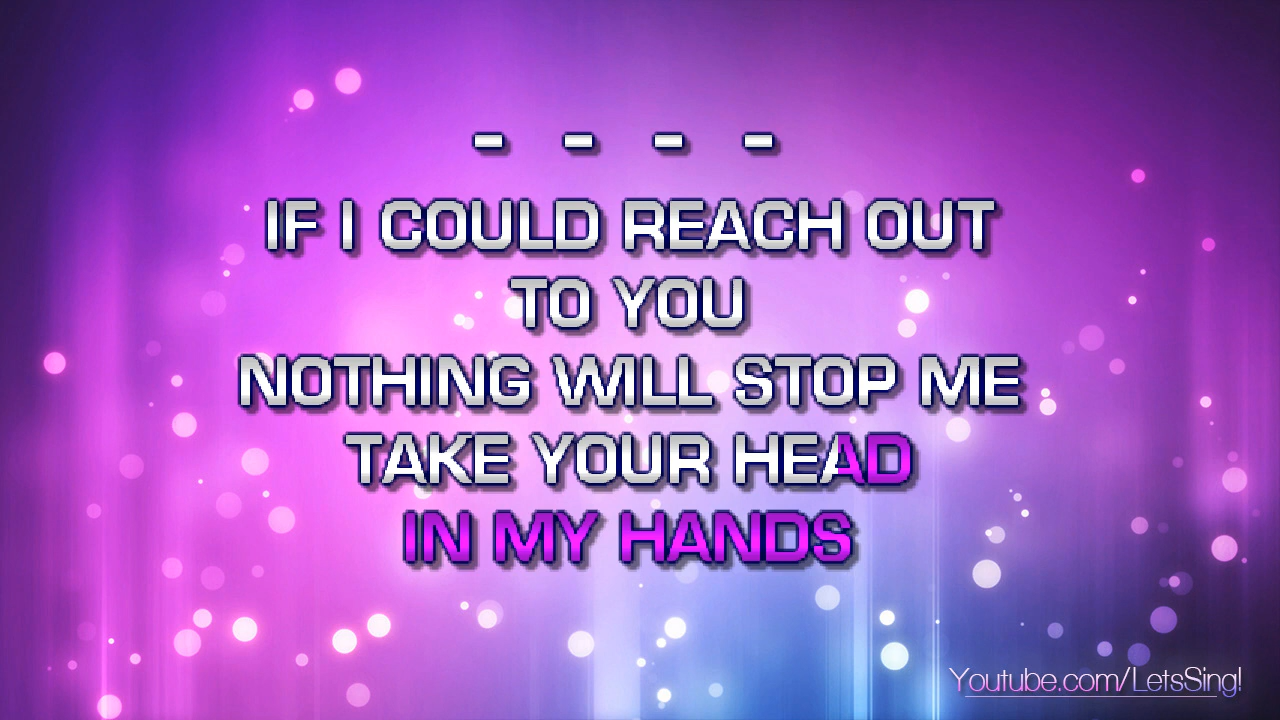 - - - -
IF I COULD REACH OUT
TO YOU
NOTHING WILL STOP ME
TAKE YOUR HEAD
IN MY HANDS
Youtube.com/LetsSing!